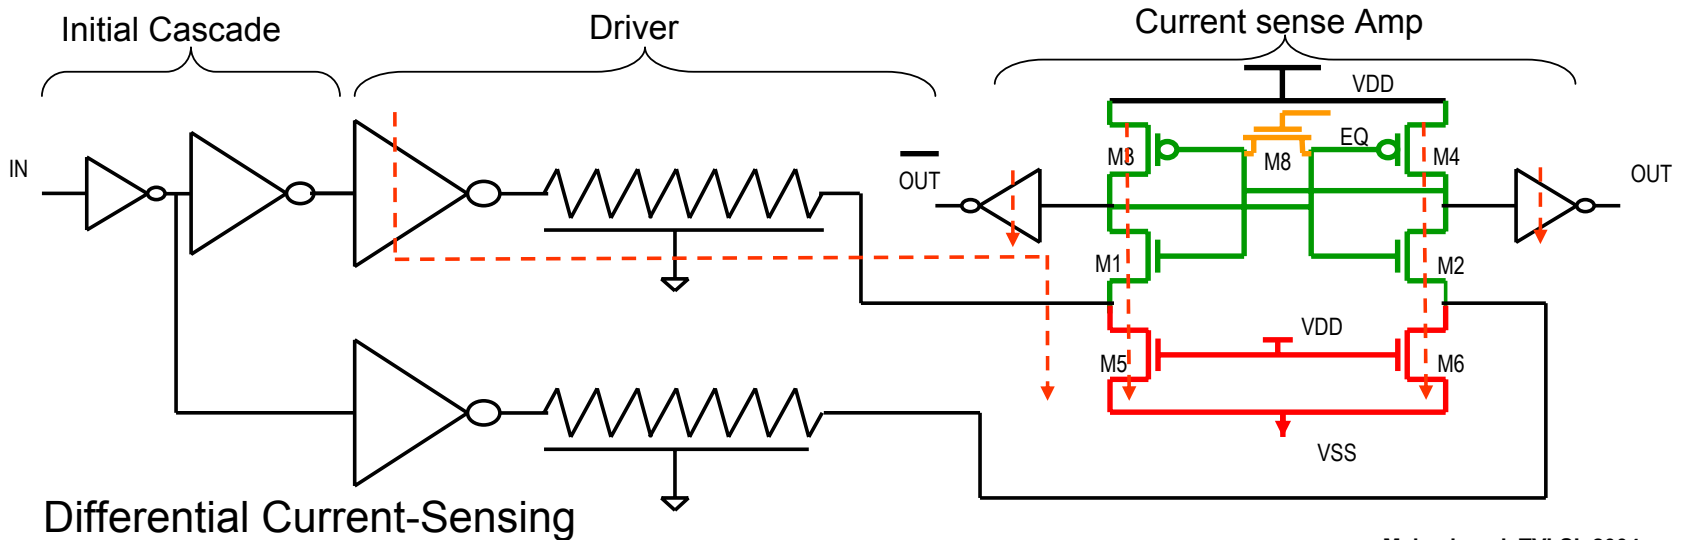 Initial Cascade
Driver
Current sense Amp
VDD
IN
EQ
M3
M8
M4
OUT
OUT
M1
M2
VDD
M5
M6
VSS
Differential Current-Sensing